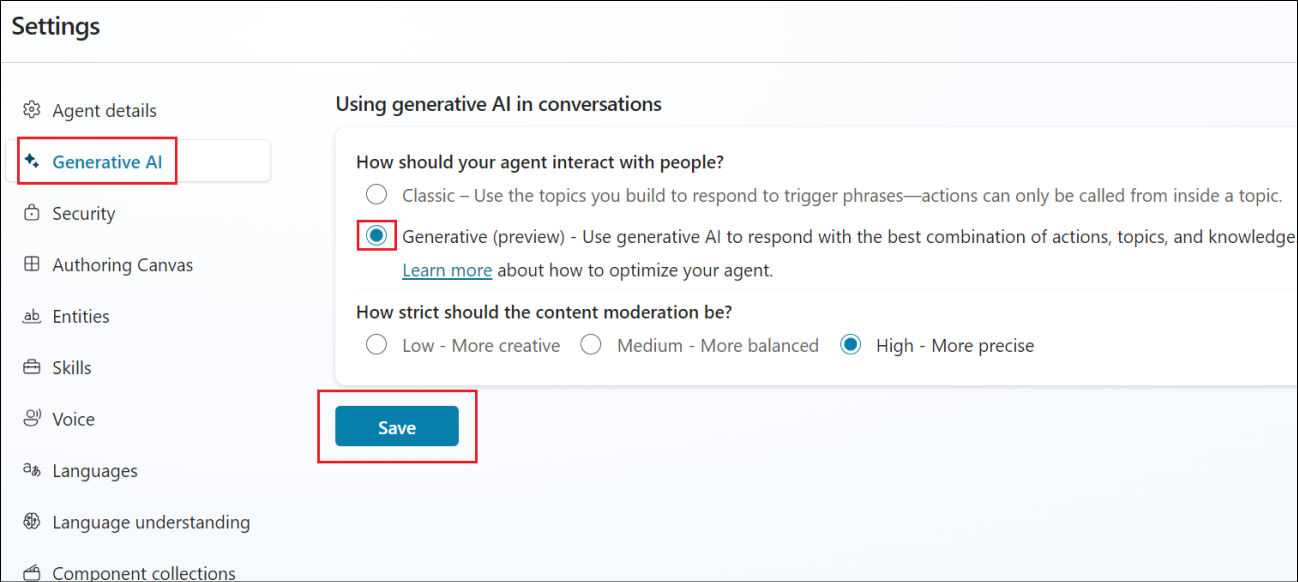 Settings
Agent details
Generative AI
Security
Authoring Canvas
ab Entities
Skills
Voice
Languages
Language understanding
Component collections
Using generative AI in conversations
How should your agent interact with people?
Classic – Use the topics you build to respond to trigger phrases—actions can only be called from inside a topic.
Generative (preview) - Use generative AI to respond with the best combination of actions, topics, and knowledge.
Learn more about how to optimize your agent.
How strict should the content moderation be?
Low - More creative
Medium - More balanced
High - More precise
Save